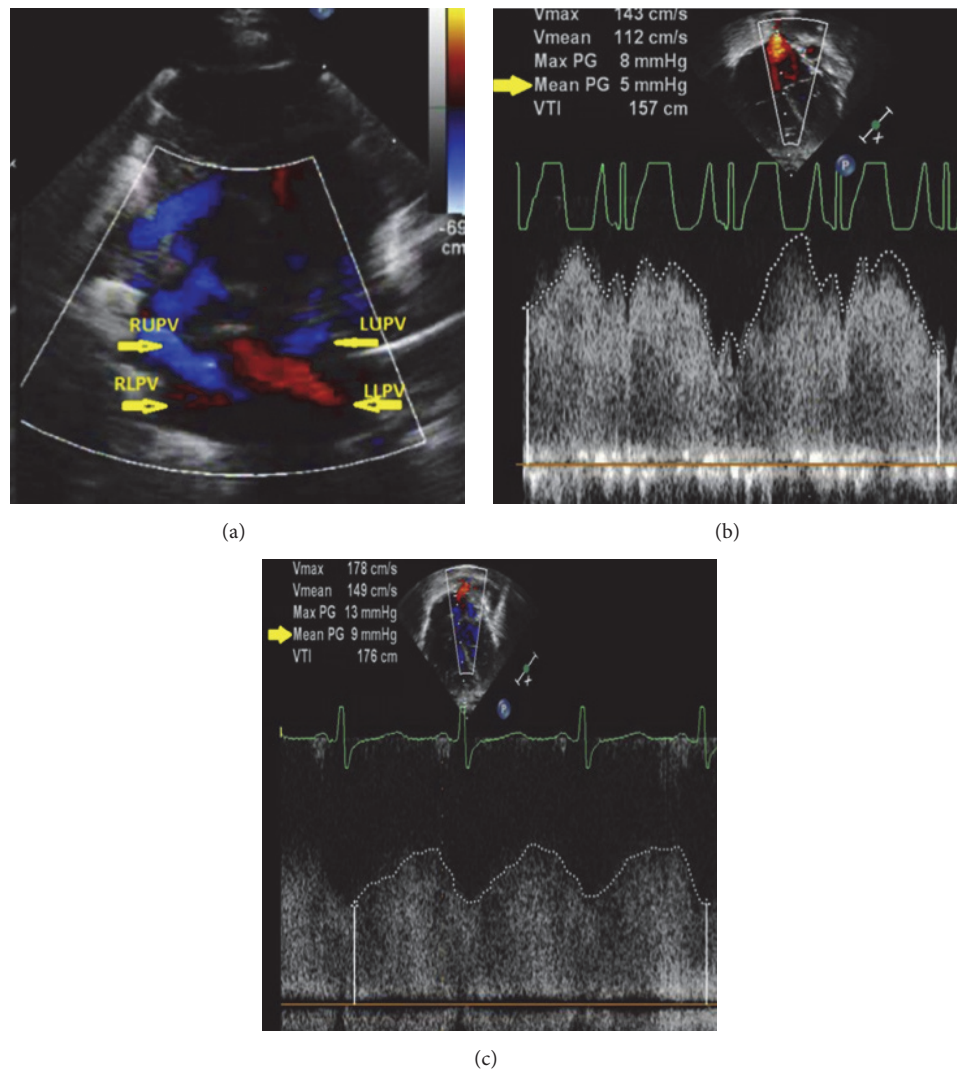 P
-69
cm
RUPV
LUPV
RLPV
LLPV
(a)
Vmax 143 cm/s
Vmean 112 cm/s
Max PG 8 mmHg
Mean PG 5 mmHg
VTI 157 cm
P
(b)
Vmax 178 cm/s
Vmean 149 cm/s
Max PG 13 mmHg
Mean PG 9 mmHg
VTI 176 cm
P
(c)